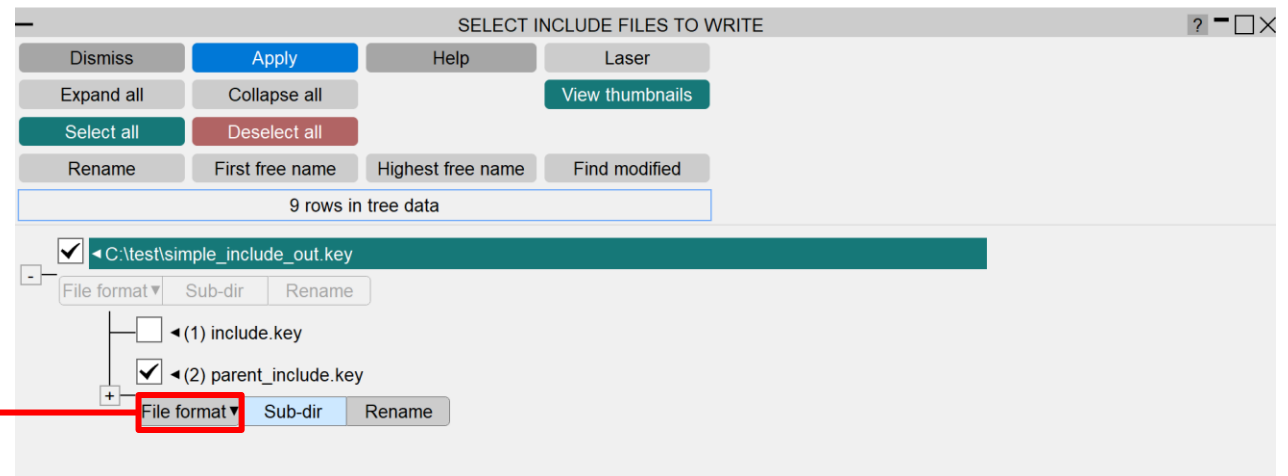 SELECT INCLUDE FILES TO WRITE ?
Dismiss Apply Help Laser
Expand all Collapse all View thumbnails
Select all Deselect all
Rename First free name Highest free name Find modified
9 rows in tree data
C:\test\simple_include_out.key
File format Sub-dir Rename
(1) include.key
(2) parent_include.key
File format Sub-dir Rename